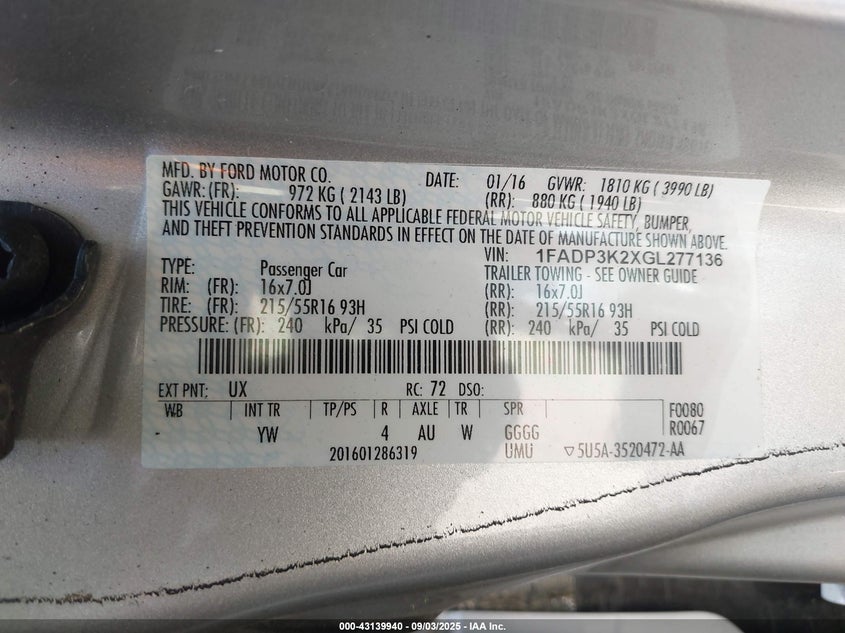 MFD. BY FORD MOTOR CO. DATE: 01/16 GVWR: 1810 KG ( 3990 LB)
GAWR: (FR): 972 KG ( 2143 LB) (RR): 880 KG ( 1940 LB)
THIS VEHICLE CONFORMS TO ALL APPLICABLE FEDERAL MOTOR VEHICLE SAFETY, BUMPER,
AND THEFT PREVENTION STANDARDS IN EFFECT ON THE DATE OF MANUFACTURE SHOWN ABOVE.
VIN: 1FADP3K2XGL277136
TYPE: Passenger Car TRAILER TOWING - SEE OWNER GUIDE
RIM: (FR): 16x7.0J (RR): 16x7.0J
TIRE: (FR): 215/55R16 93H (RR): 215/55R16 93H
PRESSURE: (FR): 240 kPa/ 35 PSI COLD (RR): 240 kPa/ 35 PSI COLD
EXT PNT: UX RC: 72 DSO:
WB INT TR TP/PS R AXLE TR SPR F0080
YW 4 AU W GGGG R0067
201601286319 UMU ▽5U5A-3520472-AA
000-43139940 - 09/03/2025 - IAA Inc.